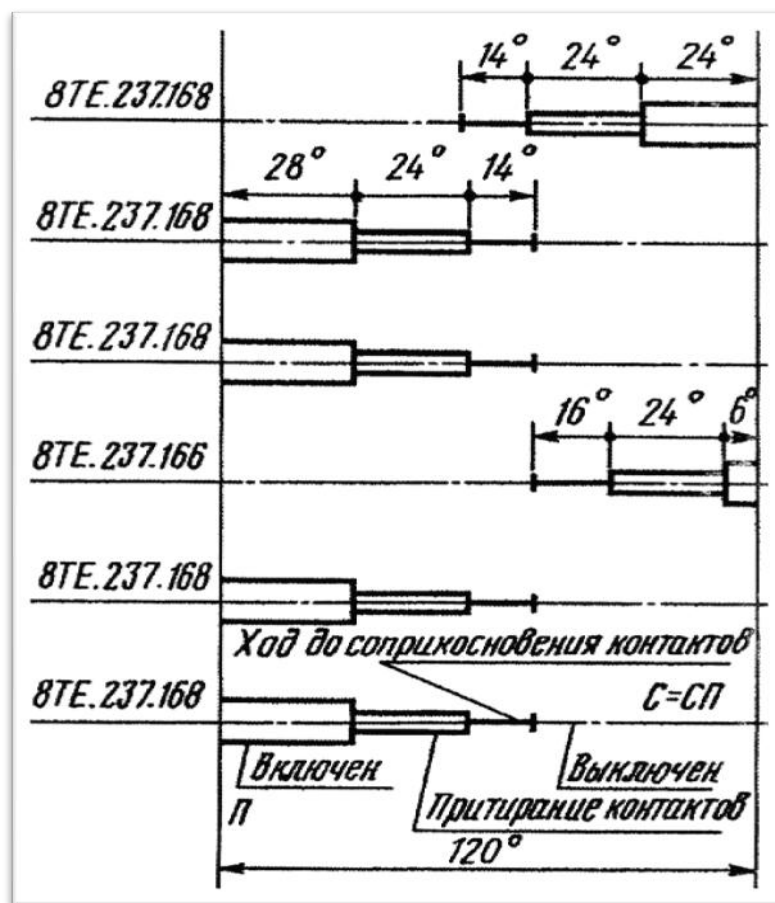 14° 24° 24°
8ТЕ.237.168
28° 24° 14°
8ТЕ.237.168
8ТЕ.237.168
16° 24° 6°
8ТЕ.237.166
8ТЕ.237.168
Ход до соприкосновения контактов
8ТЕ.237.168
С=СП
Включен
Выключен
П
Притирание контактов
120°